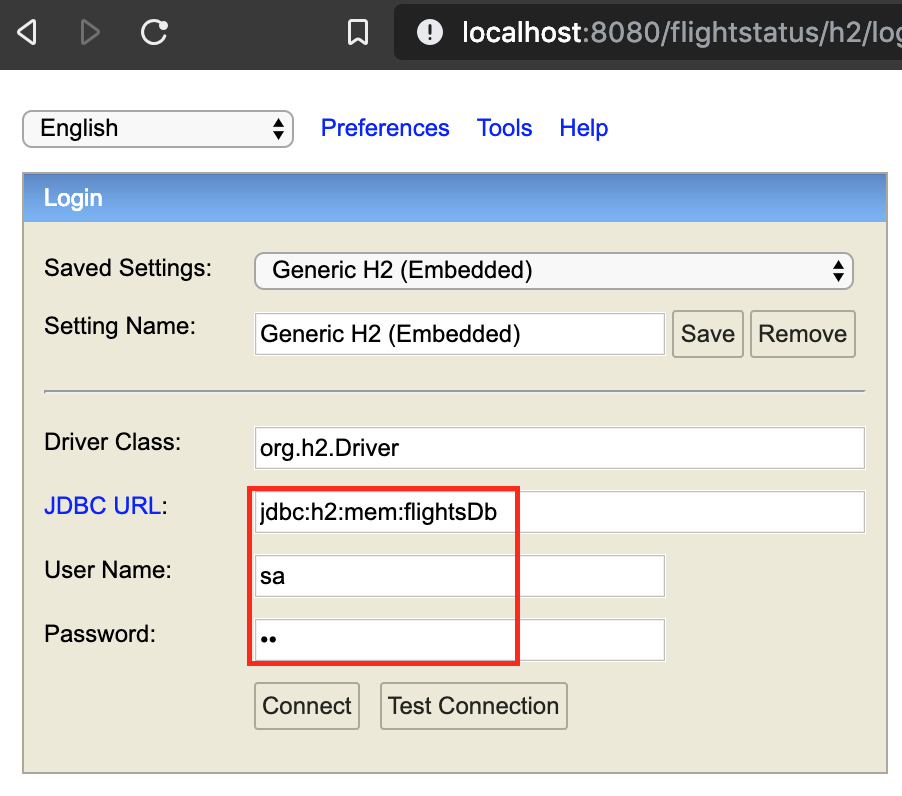 localhost:8080/flightstatus/h2/log
English Preferences Tools Help
Login
Saved Settings: Generic H2 (Embedded)
Setting Name: Generic H2 (Embedded) Save Remove
Driver Class: org.h2.Driver
JDBC URL: jdbc:h2:mem:flightsDb
User Name: sa
Password: ••
Connect Test Connection